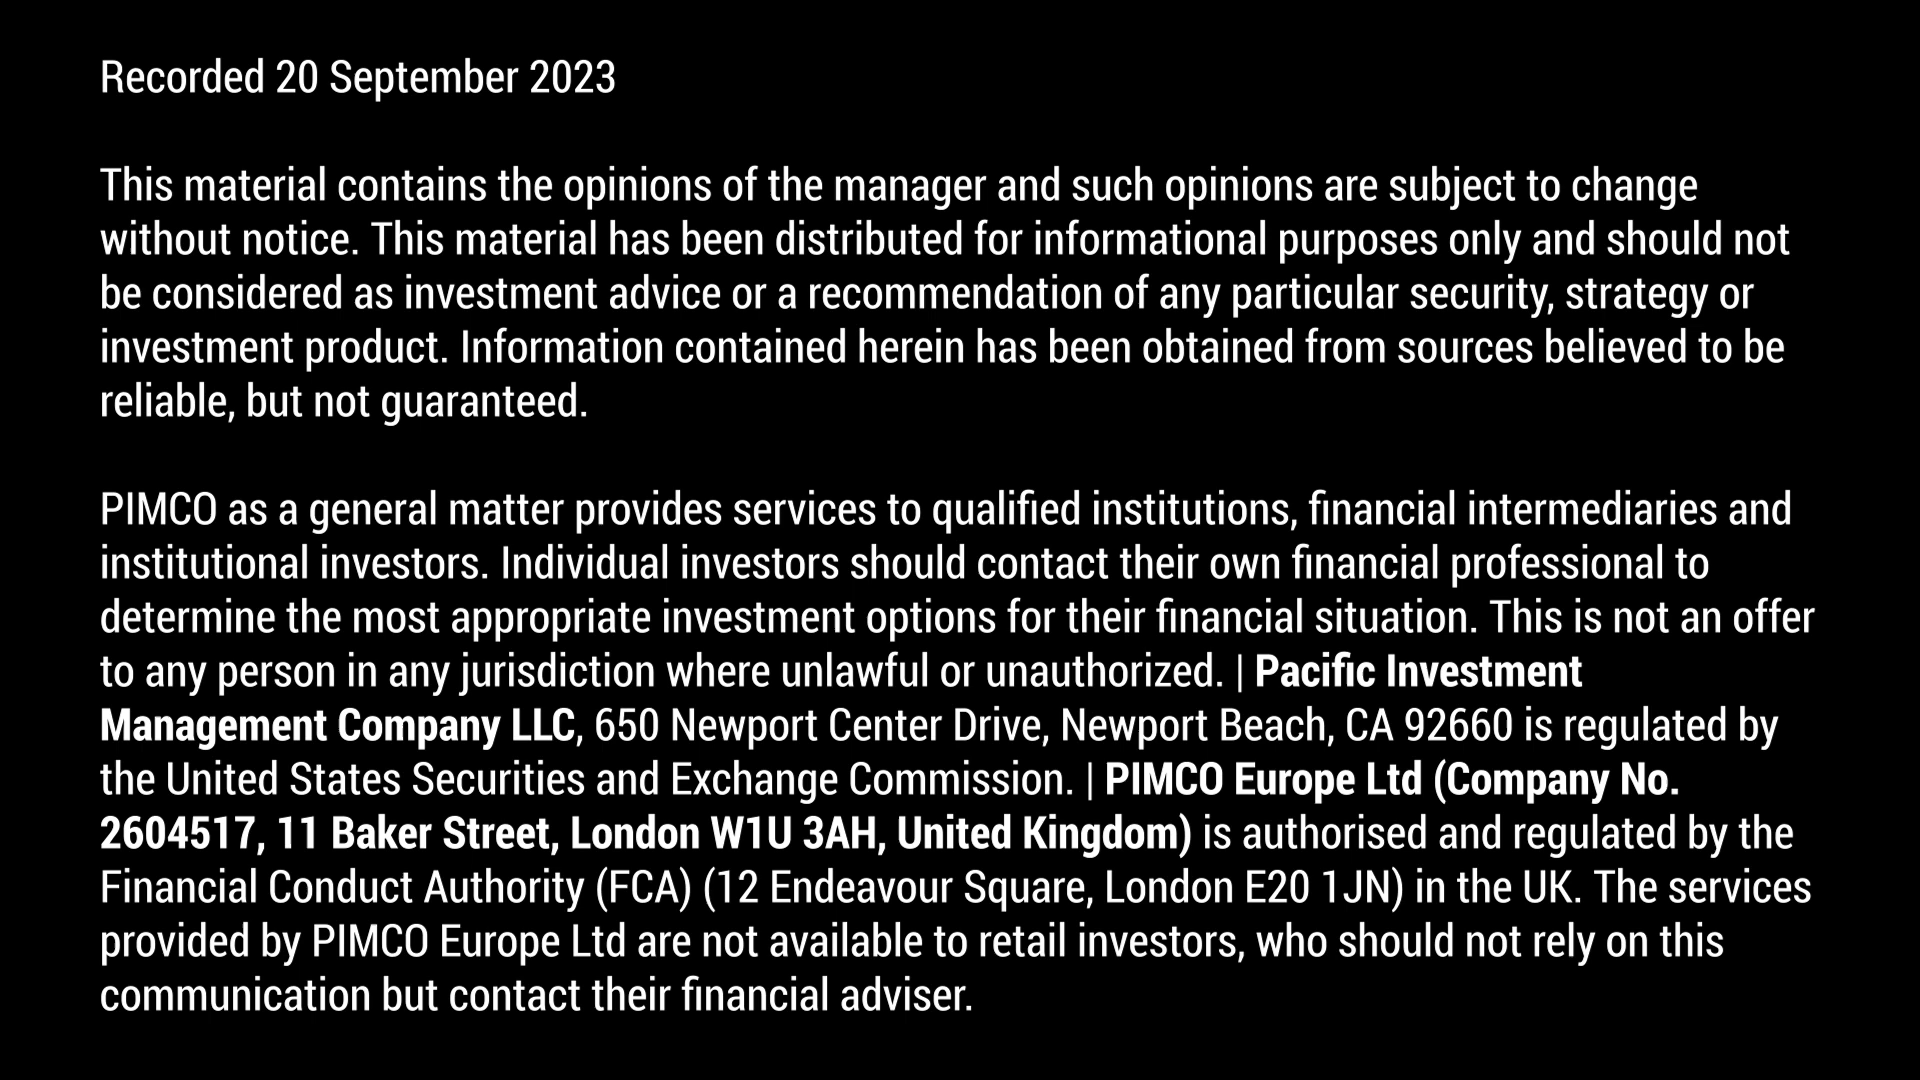 Recorded 20 September 2023
This material contains the opinions of the manager and such opinions are subject to change
without notice. This material has been distributed for informational purposes only and should not
be considered as investment advice or a recommendation of any particular security, strategy or
investment product. Information contained herein has been obtained from sources believed to be
reliable, but not guaranteed.
PIMCO as a general matter provides services to qualified institutions, financial intermediaries and
institutional investors. Individual investors should contact their own financial professional to
determine the most appropriate investment options for their financial situation. This is not an offer
to any person in any jurisdiction where unlawful or unauthorized. | Pacific Investment
Management Company LLC, 650 Newport Center Drive, Newport Beach, CA 92660 is regulated by
the United States Securities and Exchange Commission. | PIMCO Europe Ltd (Company No.
2604517, 11 Baker Street, London W1U 3AH, United Kingdom) is authorised and regulated by the
Financial Conduct Authority (FCA) (12 Endeavour Square, London E20 1JN) in the UK. The services
provided by PIMCO Europe Ltd are not available to retail investors, who should not rely on this
communication but contact their financial adviser.